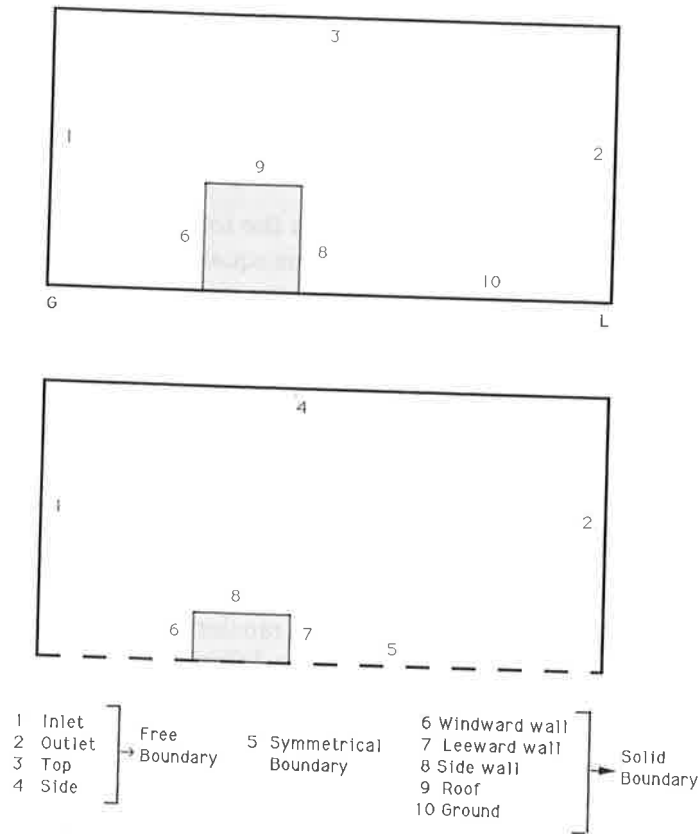 3
1
2
9
6
8
10
G
L
4
1
2
8
6
7
5
1 Inlet
2 Outlet
3 Top
4 Side
Free
Boundary
5 Symmetrical
Boundary
6 Windward wall
7 Leeward wall
8 Side wall
9 Roof
10 Ground
Solid
Boundary